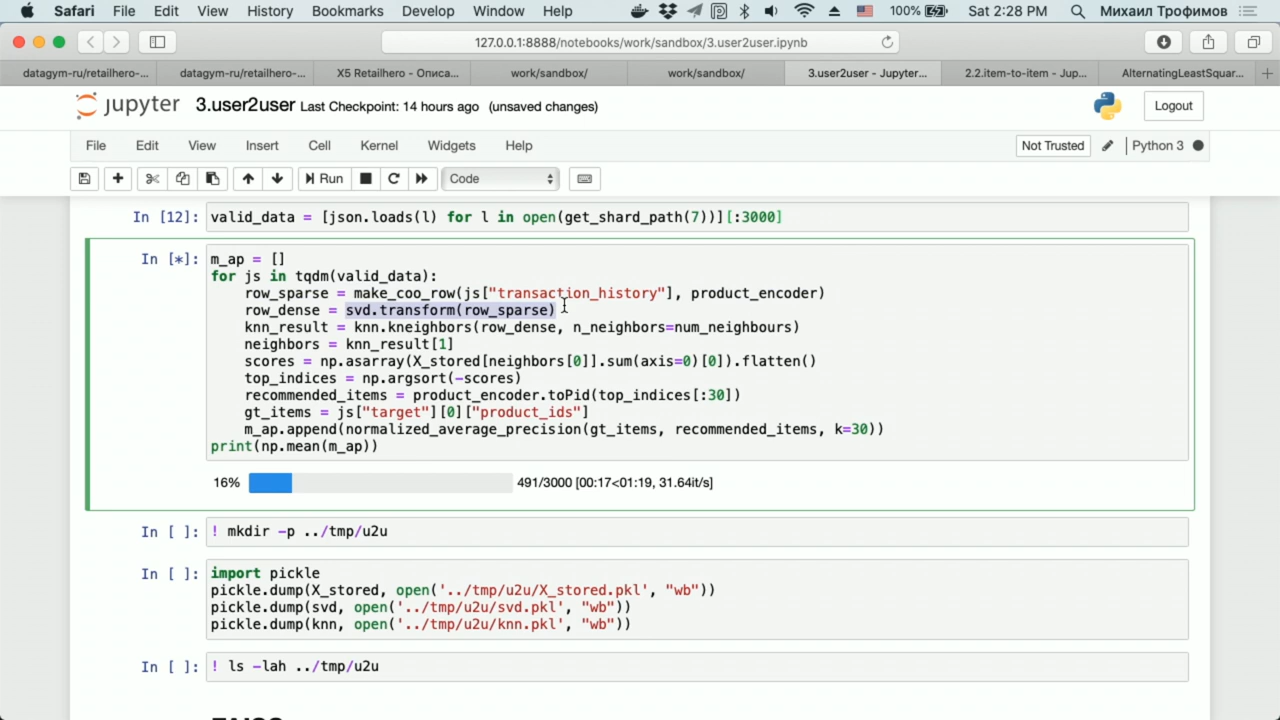 Safari File Edit View History Bookmarks Develop Window Help 100% Sat 2:28 PM Михаил Трофимов
127.0.0.1:8888/notebooks/work/sandbox/3.user2user.ipynb
datagym-ru/retailhero-... datagym-ru/retailhero-... X5 Retailhero - Описа... work/sandbox/ work/sandbox/ 3.user2user - Jupyter... 2.2.item-to-item - Jup... AlternatingLeastSquar...
jupyter 3.user2user Last Checkpoint: 14 hours ago (unsaved changes) Logout
File Edit View Insert Cell Kernel Widgets Help Not Trusted Python 3
Run Code
In [12]: valid_data = [json.loads(l) for l in open(get_shard_path(7))][:3000]
In [*]: m_ap = []
for js in tqdm(valid_data):
row_sparse = make_coo_row(js["transaction_history"], product_encoder)
row_dense = svd.transform(row_sparse)
knn_result = knn.kneighbors(row_dense, n_neighbors=num_neighbours)
neighbors = knn_result[1]
scores = np.asarray(X_stored[neighbors[0]].sum(axis=0)[0]).flatten()
top_indices = np.argsort(-scores)
recommended_items = product_encoder.toPid(top_indices[:30])
gt_items = js["target"][0]["product_ids"]
m_ap.append(normalized_average_precision(gt_items, recommended_items, k=30))
print(np.mean(m_ap))
16% 491/3000 [00:17<01:19, 31.64it/s]
In [ ]: ! mkdir -p ../tmp/u2u
In [ ]: import pickle
pickle.dump(X_stored, open('../tmp/u2u/X_stored.pkl', "wb"))
pickle.dump(svd, open('../tmp/u2u/svd.pkl', "wb"))
pickle.dump(knn, open('../tmp/u2u/knn.pkl', "wb"))
In [ ]: ! ls -lah ../tmp/u2u